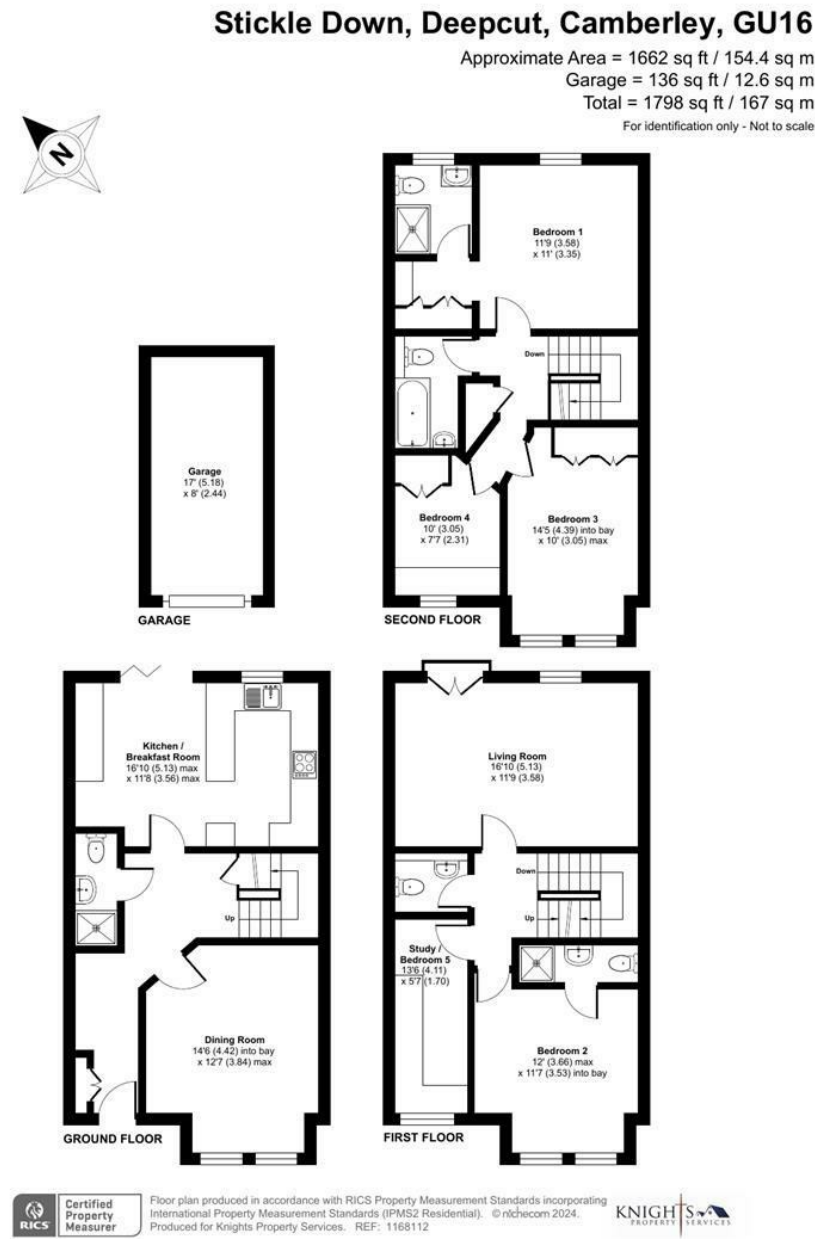 Stickle Down, Deepcut, Camberley, GU16
Approximate Area = 1662 sq ft / 154.4 sq m
Garage = 136 sq ft / 12.6 sq m
Total = 1798 sq ft / 167 sq m
For identification only - Not to scale
N
Bedroom 1
11'9 (3.58)
x 11' (3.35)
Down
Garage
17' (5.18)
x 8' (2.44)
Bedroom 4
10' (3.05)
x 7'7 (2.31)
Bedroom 3
14'5 (4.39) into bay
x 10' (3.05) max
GARAGE
SECOND FLOOR
Kitchen /
Breakfast Room
16'10 (5.13) max
x 11'8 (3.56) max
Living Room
16'10 (5.13)
x 11'9 (3.58)
Up
Down
Up
Study /
Bedroom 5
13'6 (4.11)
x 5'7 (1.70)
Dining Room
14'6 (4.42) into bay
x 12'7 (3.84) max
Bedroom 2
12' (3.66) max
x 11'7 (3.53) into bay
GROUND FLOOR
FIRST FLOOR
RICS
Certified
Property
Measurer
Floor plan produced in accordance with RICS Property Measurement Standards incorporating
International Property Measurement Standards (IPMS2 Residential). © nichecom 2024.
Produced for Knights Property Services. REF: 1168112
KNIGHTS
PROPERTY SERVICES